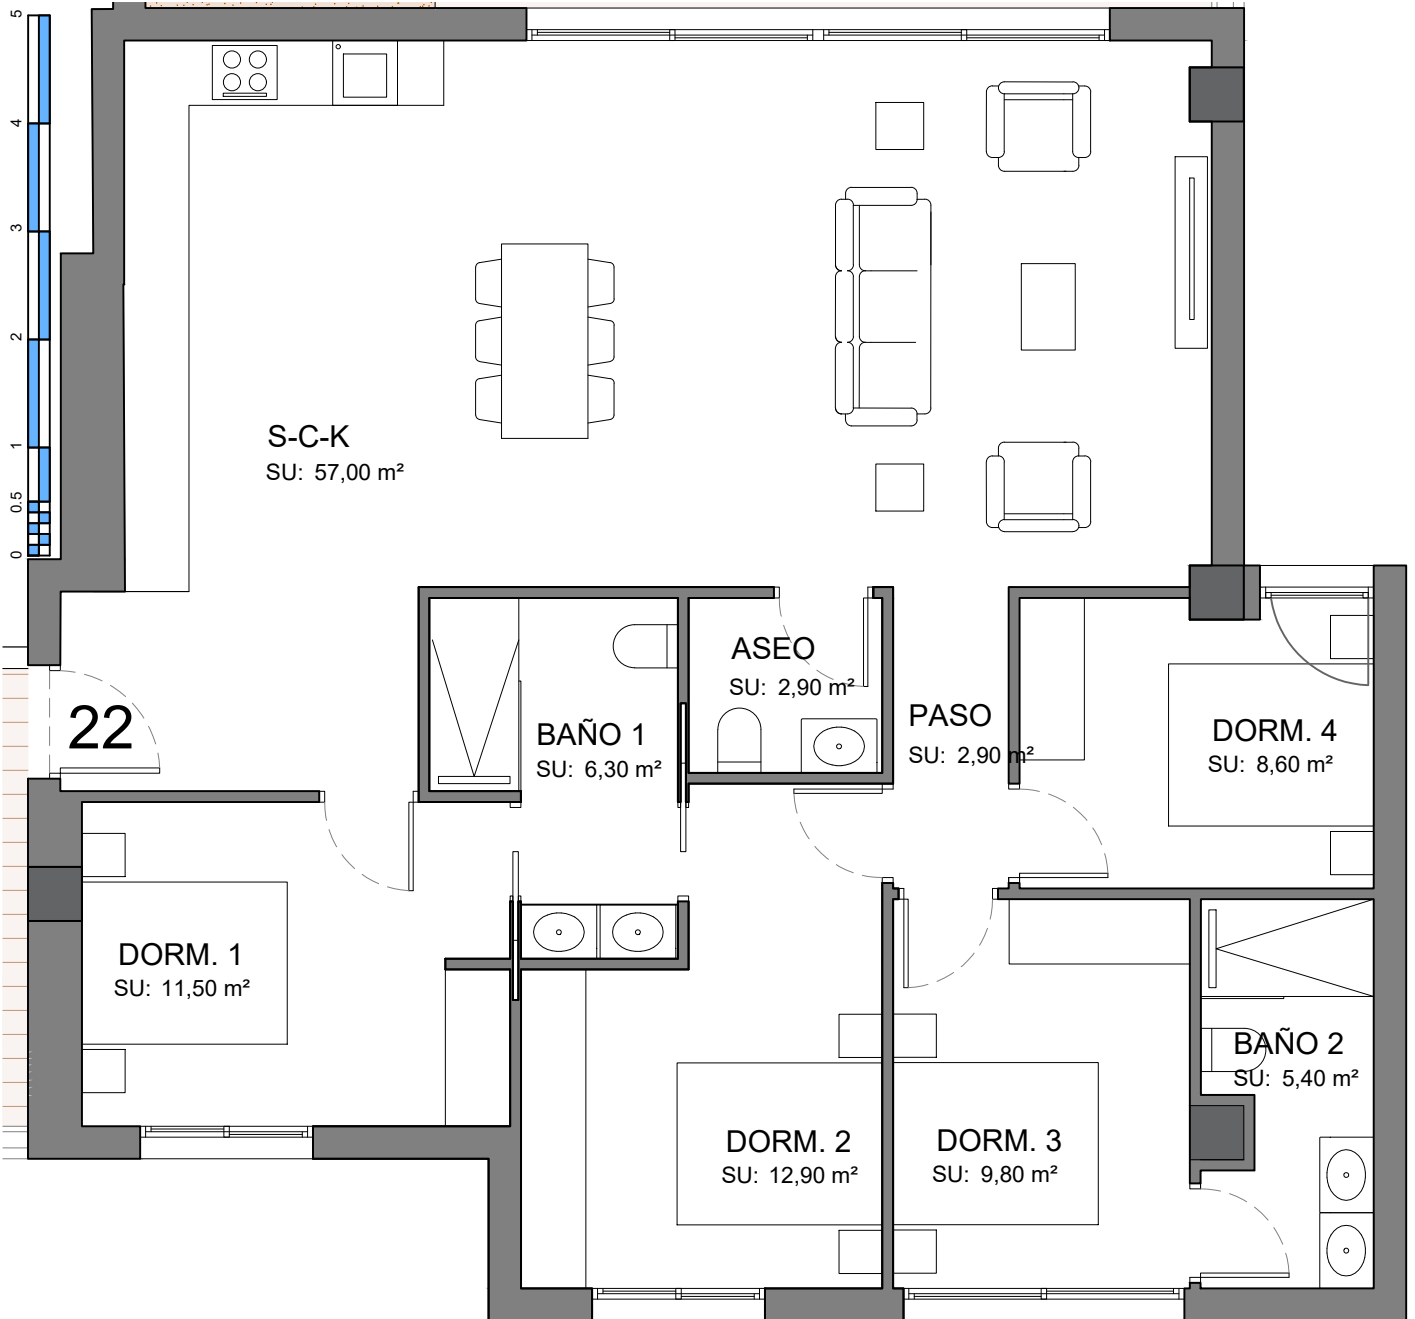 5
4
3
2
1
0.5
0
S-C-K
SU: 57,00 m²
22
BAÑO 1
SU: 6,30 m²
ASEO
SU: 2,90 m²
PASO
SU: 2,90 m²
DORM. 4
SU: 8,60 m²
DORM. 1
SU: 11,50 m²
DORM. 2
SU: 12,90 m²
DORM. 3
SU: 9,80 m²
BAÑO 2
SU: 5,40 m²